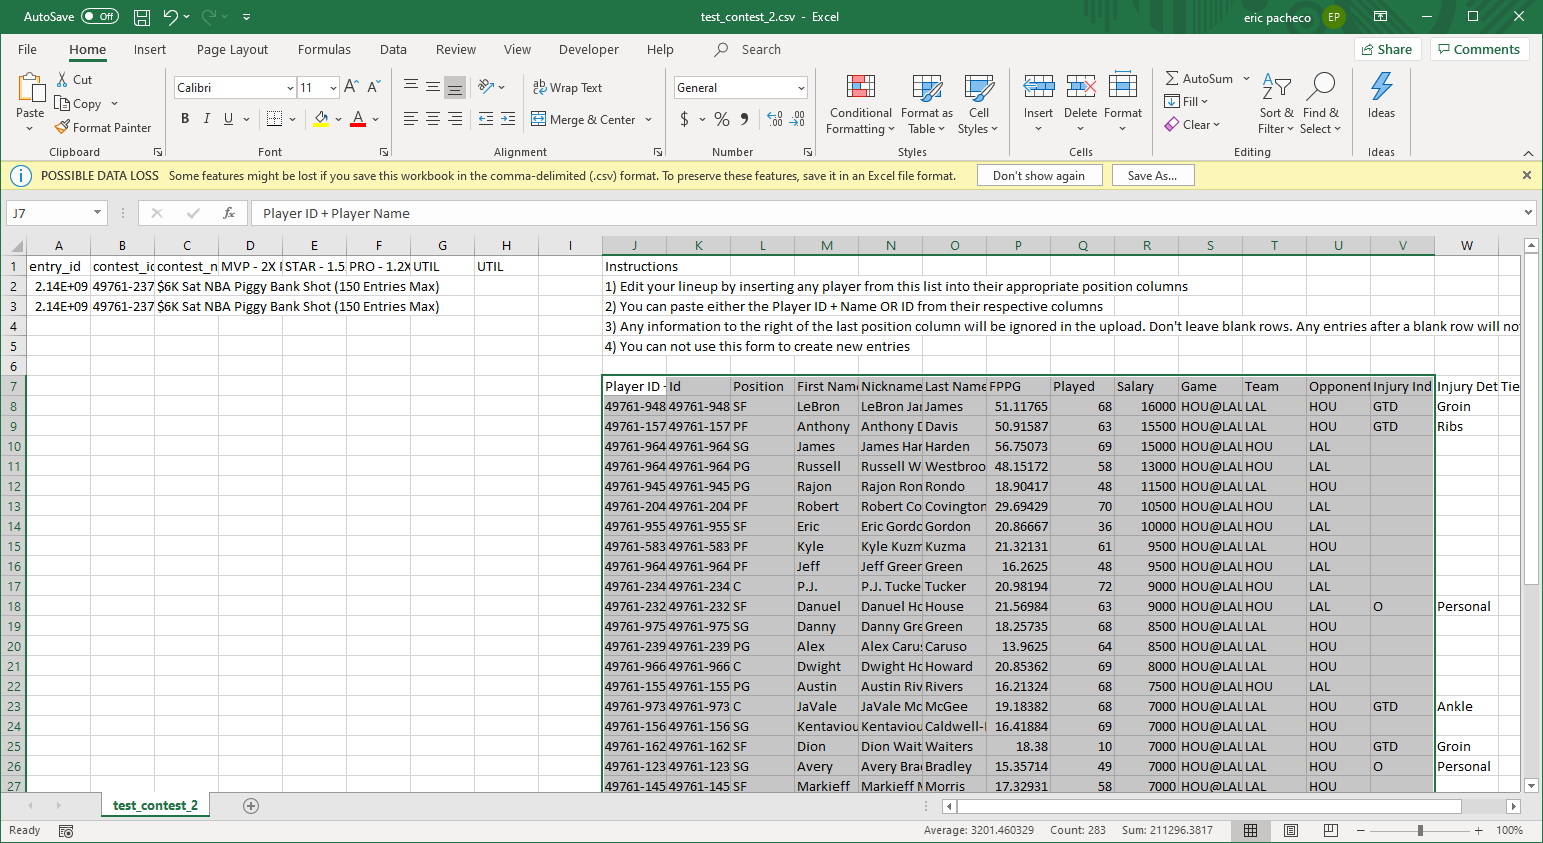 AutoSave Off test_contest_2.csv - Excel eric pacheco EP
File Home Insert Page Layout Formulas Data Review View Developer Help Search Share Comments
Paste Cut Copy Format Painter Clipboard
Calibri 11 A A B I U A Font
ab Wrap Text Merge & Center Alignment
General $ % Number
Conditional Formatting Format as Table Cell Styles Styles
Insert Delete Format Cells
AutoSum Fill Clear Sort & Filter Find & Select Editing
Ideas Ideas
POSSIBLE DATA LOSS Some features might be lost if you save this workbook in the comma-delimited (.csv) format. To preserve these features, save it in an Excel file format. Don't show again Save As...
J7 fx Player ID + Player Name
A B C D E F G H I J K L M N O P Q R S T U V W
1 entry_id contest_id contest_n MVP - 2X STAR - 1.5 PRO - 1.2X UTIL UTIL Instructions
2 2.14E+09 49761-237 $6K Sat NBA Piggy Bank Shot (150 Entries Max) 1) Edit your lineup by inserting any player from this list into their appropriate position columns
3 2.14E+09 49761-237 $6K Sat NBA Piggy Bank Shot (150 Entries Max) 2) You can paste either the Player ID + Name OR ID from their respective columns
4 3) Any information to the right of the last position column will be ignored in the upload. Don't leave blank rows. Any entries after a blank row will no
5 4) You can not use this form to create new entries
6
7 Player ID - Id Position First Name Nickname Last Name FPPG Played Salary Game Team Opponent Injury Ind Injury Det Tie
8 49761-948 49761-948 SF LeBron LeBron Jar James 51.11765 68 16000 HOU@LAL LAL HOU GTD Groin
9 49761-157 49761-157 PF Anthony Anthony D Davis 50.91587 63 15500 HOU@LAL LAL HOU GTD Ribs
10 49761-964 49761-964 SG James James Har Harden 56.75073 69 15000 HOU@LAL HOU LAL
11 49761-964 49761-964 PG Russell Russell W Westbroo 48.15172 58 13000 HOU@LAL HOU LAL
12 49761-945 49761-945 PG Rajon Rajon Ron Rondo 18.90417 48 11500 HOU@LAL LAL HOU
13 49761-204 49761-204 PF Robert Robert Co Covington 29.69429 70 10500 HOU@LAL HOU LAL
14 49761-955 49761-955 SF Eric Eric Gordo Gordon 20.86667 36 10000 HOU@LAL HOU LAL
15 49761-583 49761-583 PF Kyle Kyle Kuzm Kuzma 21.32131 61 9500 HOU@LAL LAL HOU
16 49761-964 49761-964 PF Jeff Jeff Green Green 16.2625 48 9500 HOU@LAL HOU LAL
17 49761-234 49761-234 C P.J. P.J. Tucke Tucker 20.98194 72 9000 HOU@LAL HOU LAL
18 49761-232 49761-232 SF Danuel Danuel Ho House 21.56984 63 9000 HOU@LAL HOU LAL O Personal
19 49761-975 49761-975 SG Danny Danny Gre Green 18.25735 68 8500 HOU@LAL LAL HOU
20 49761-239 49761-239 PG Alex Alex Carus Caruso 13.9625 64 8500 HOU@LAL LAL HOU
21 49761-966 49761-966 C Dwight Dwight Ho Howard 20.85362 69 8000 HOU@LAL LAL HOU
22 49761-155 49761-155 PG Austin Austin Riv Rivers 16.21324 68 7500 HOU@LAL HOU LAL
23 49761-973 49761-973 C JaVale JaVale Mc McGee 19.18382 68 7000 HOU@LAL LAL HOU GTD Ankle
24 49761-156 49761-156 SG Kentaviou Kentaviou Caldwell- 16.41884 69 7000 HOU@LAL LAL HOU
25 49761-162 49761-162 SF Dion Dion Wait Waiters 18.38 10 7000 HOU@LAL LAL HOU GTD Groin
26 49761-123 49761-123 SG Avery Avery Brad Bradley 15.35714 49 7000 HOU@LAL LAL HOU O Personal
27 49761-145 49761-145 SF Markieff Markieff M Morris 17.32931 58 7000 HOU@LAL LAL HOU
test_contest_2
Ready Average: 3201.460329 Count: 283 Sum: 211296.3817 100%